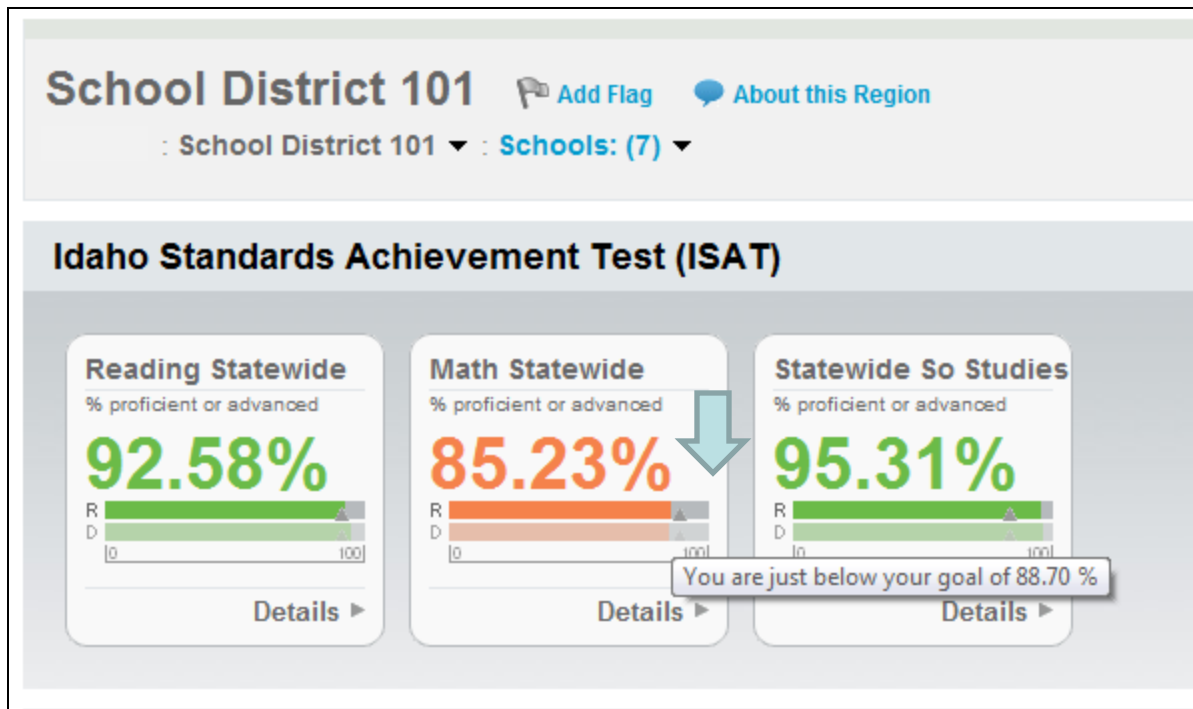 School District 101 Add Flag About this Region
: School District 101 : Schools: (7)
Idaho Standards Achievement Test (ISAT)
Reading Statewide
% proficient or advanced
92.58%
R
D
0 100
Details
Math Statewide
% proficient or advanced
85.23%
R
D
0 100
You are just below your goal of 88.70 %
Details
Statewide So Studies
% proficient or advanced
95.31%
R
D
0 100
Details